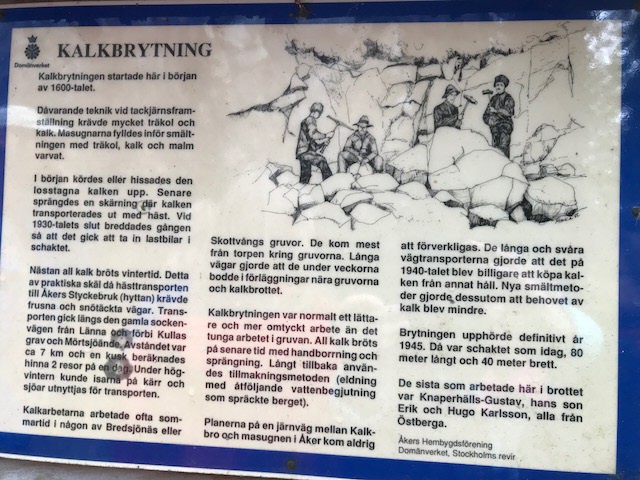 Domänverket
KALKBRYTNING
Kalkbrytningen startade här i början
av 1600-talet.
Dåvarande teknik vid tackjärnsfram-
ställning krävde mycket träkol och
kalk. Masugnarna fylldes inför smält-
ningen med träkol, kalk och malm
varvat.
I början kördes eller hissades den
losstagna kalken upp. Senare
sprängdes en skärning där kalken
transporterades ut med häst. Vid
1930-talets slut breddades gången
så att det gick att ta in lastbilar i
schaktet.
Nästan all kalk bröts vintertid. Detta
av praktiska skäl då hästtransporten
till Åkers Styckebruk (hyttan) krävde
frusna och snötäckta vägar. Trans-
porten gick längs den gamla socken-
vägen från Länna och förbi Kullas
grav och Mörtsjöände. Avståndet var
ca 7 km och en kusk beräknades
hinna 2 resor på en dag. Under hög-
vintern kunde isarna på kärr och
sjöar utnyttjas för transporten.
Kalkarbetarna arbetade ofta som-
martid i någon av Bredsjönäs eller
Skottvångs gruvor. De kom mest
från torpen kring gruvorna. Långa
vägar gjorde att de under veckorna
bodde i förläggningar nära gruvorna
och kalkbrottet.
Kalkbrytningen var normalt ett lätta-
re och mer omtyckt arbete än det
tunga arbetet i gruvan. All kalk bröts
på senare tid med handborrning och
sprängning. Långt tillbaka använ-
des tillmakningsmetoden (eldning
med åtföljande vattenbegjutning
som spräckte berget).
Planerna på en järnväg mellan Kalk-
bro och masugnen i Åker kom aldrig
att förverkligas. De långa och svåra
vägtransporterna gjorde att det på
1940-talet blev billigare att köpa kal-
ken från annat håll. Nya smältmeto-
der gjorde dessutom att behovet av
kalk blev mindre.
Brytningen upphörde definitivt år
1945. Då var schaktet som idag, 80
meter långt och 40 meter brett.
De sista som arbetade här i brottet
var Knaperhälls-Gustav, hans son
Erik och Hugo Karlsson, alla från
Östberga.
Åkers Hembygdsförening
Domänverket, Stockholms revir